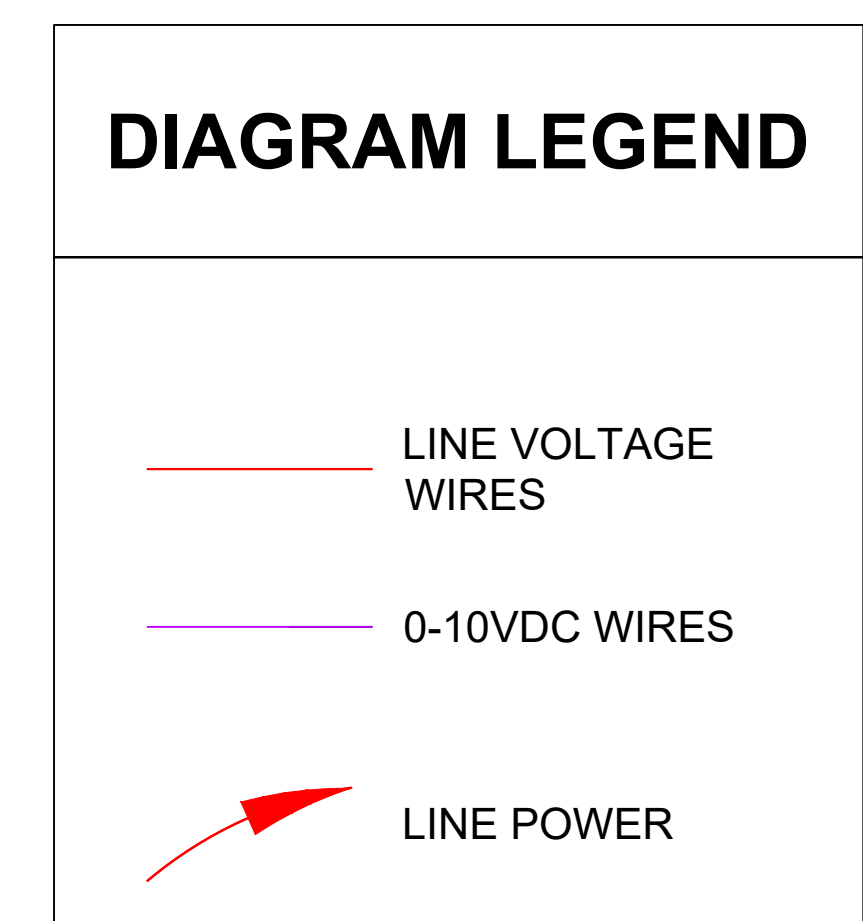 DIAGRAM LEGEND
LINE VOLTAGE
WIRES
0-10VDC WIRES
LINE POWER